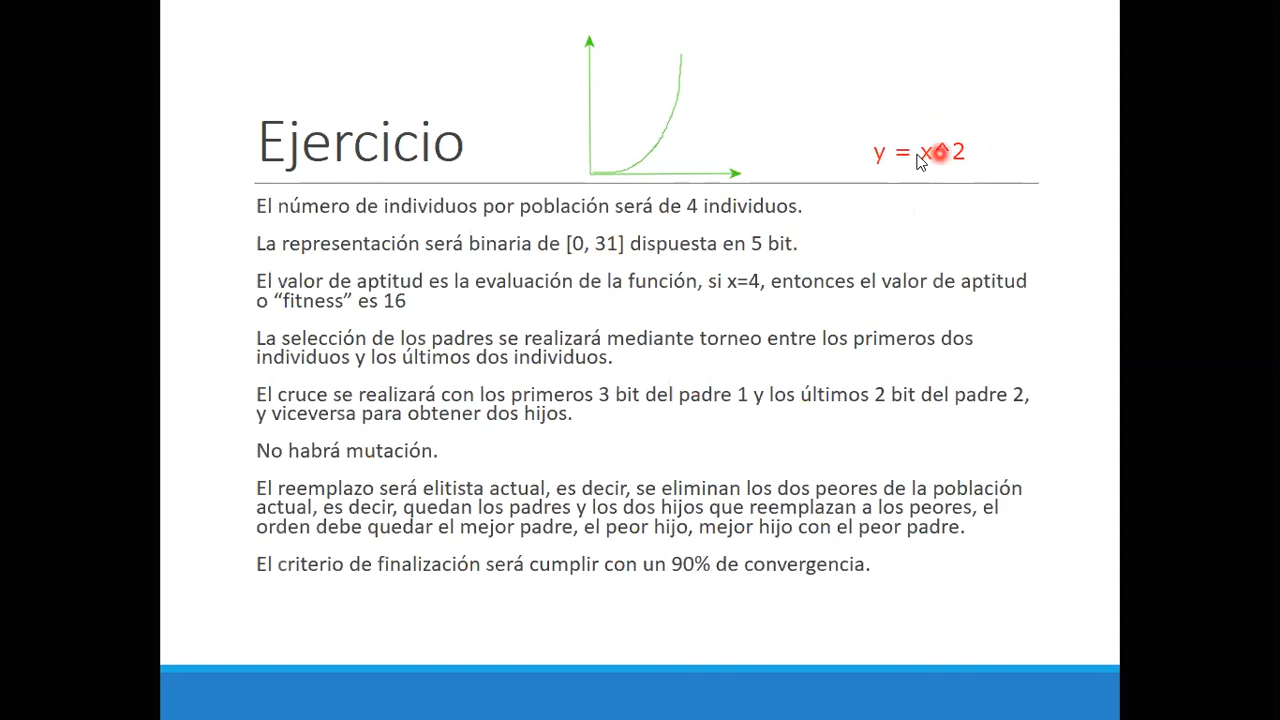 Ejercicio
y = x^2
El número de individuos por población será de 4 individuos.
La representación será binaria de [0, 31] dispuesta en 5 bit.
El valor de aptitud es la evaluación de la función, si x=4, entonces el valor de aptitud
o “fitness” es 16
La selección de los padres se realizará mediante torneo entre los primeros dos
individuos y los últimos dos individuos.
El cruce se realizará con los primeros 3 bit del padre 1 y los últimos 2 bit del padre 2,
y viceversa para obtener dos hijos.
No habrá mutación.
El reemplazo será elitista actual, es decir, se eliminan los dos peores de la población
actual, es decir, quedan los padres y los dos hijos que reemplazan a los peores, el
orden debe quedar el mejor padre, el peor hijo, mejor hijo con el peor padre.
El criterio de finalización será cumplir con un 90% de convergencia.